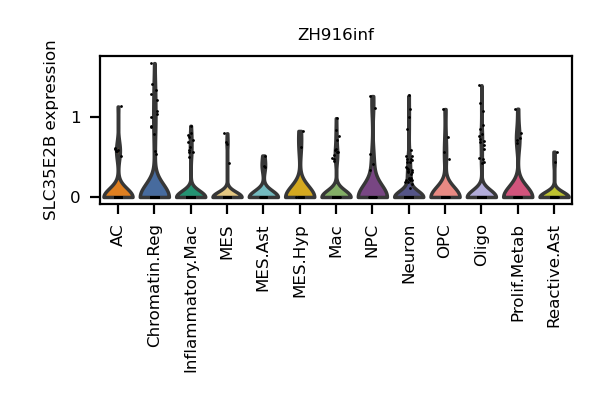 ZH916inf
SLC35E2B expression
1
0
AC
Chromatin.Reg
Inflammatory.Mac
MES
MES.Ast
MES.Hyp
Mac
NPC
Neuron
OPC
Oligo
Prolif.Metab
Reactive.Ast